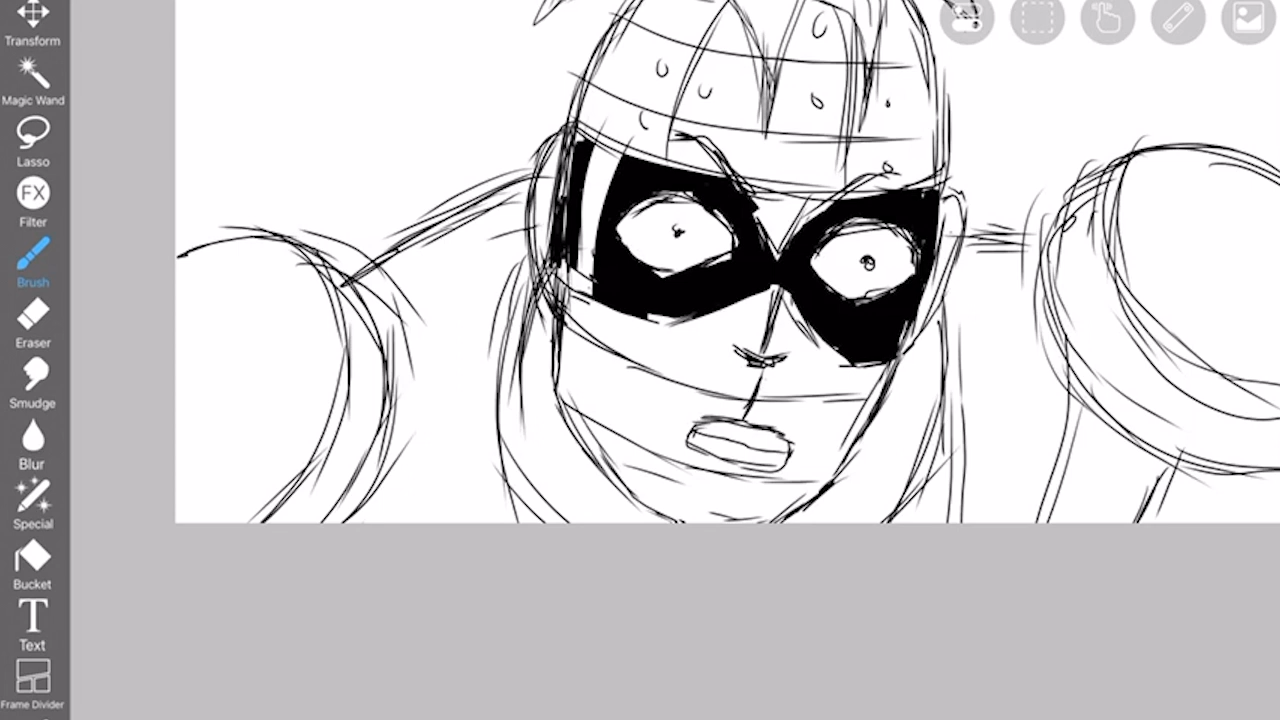 Transform
Magic Wand
Lasso
FX
Filter
Brush
Eraser
Smudge
Blur
Special
Bucket
T
Text
Frame Divider